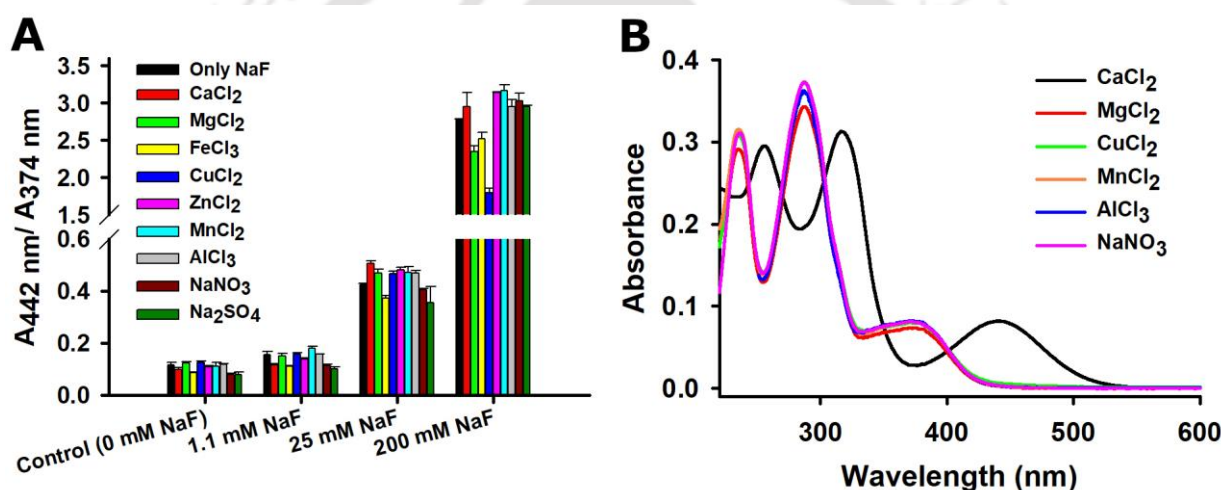 A
A442 nm/ A374 nm
3.5
3.0
2.5
2.0
1.5
0.6
0.4
0.2
0.0
Only NaF
CaCl2
MgCl2
FeCl3
CuCl2
ZnCl2
MnCl2
AlCl3
NaNO3
Na2SO4
Control (0 mM NaF)
1.1 mM NaF
25 mM NaF
200 mM NaF
B
Absorbance
0.4
0.3
0.2
0.1
0.0
CaCl2
MgCl2
CuCl2
MnCl2
AlCl3
NaNO3
300 400 500 600
Wavelength (nm)